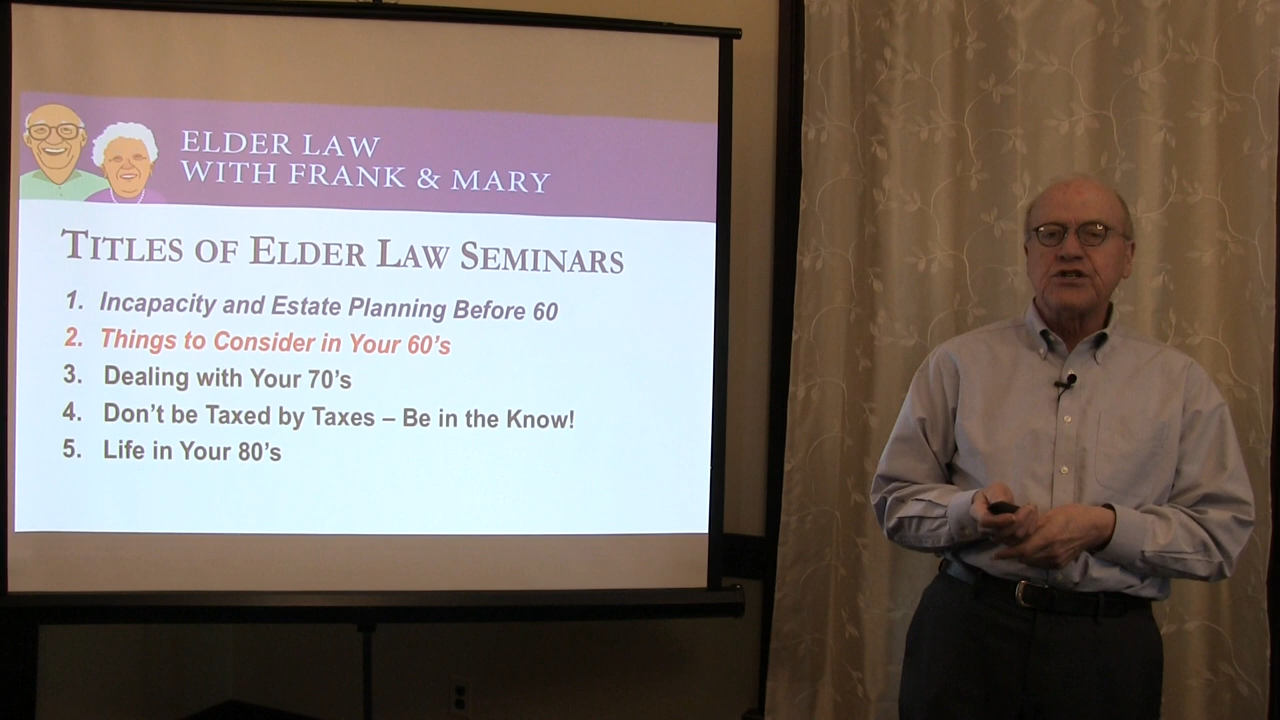 ELDER LAW
WITH FRANK & MARY
TITLES OF ELDER LAW SEMINARS
1. Incapacity and Estate Planning Before 60
2. Things to Consider in Your 60's
3. Dealing with Your 70's
4. Don't be Taxed by Taxes – Be in the Know!
5. Life in Your 80's